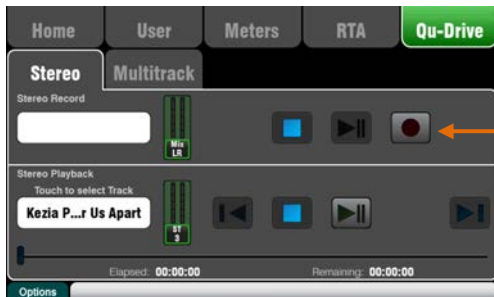 Home User Meters RTA Qu-Drive
Stereo Multitrack
Stereo Record
Mix
LR
Stereo Playback
Touch to select Track
Kezia P...r Us Apart
ST
3
Elapsed: 00:00:00 Remaining: 00:00:00
Options